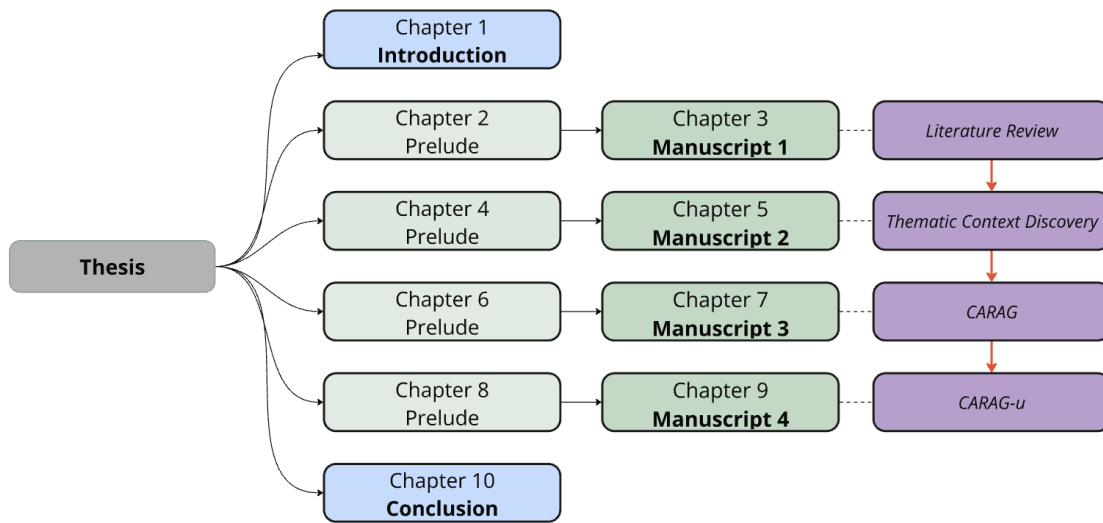 Chapter 1
Introduction
Chapter 2
Prelude
Chapter 3
Manuscript 1
Literature Review
Chapter 4
Prelude
Chapter 5
Manuscript 2
Thematic Context Discovery
Thesis
Chapter 6
Prelude
Chapter 7
Manuscript 3
CARAG
Chapter 8
Prelude
Chapter 9
Manuscript 4
CARAG-u
Chapter 10
Conclusion